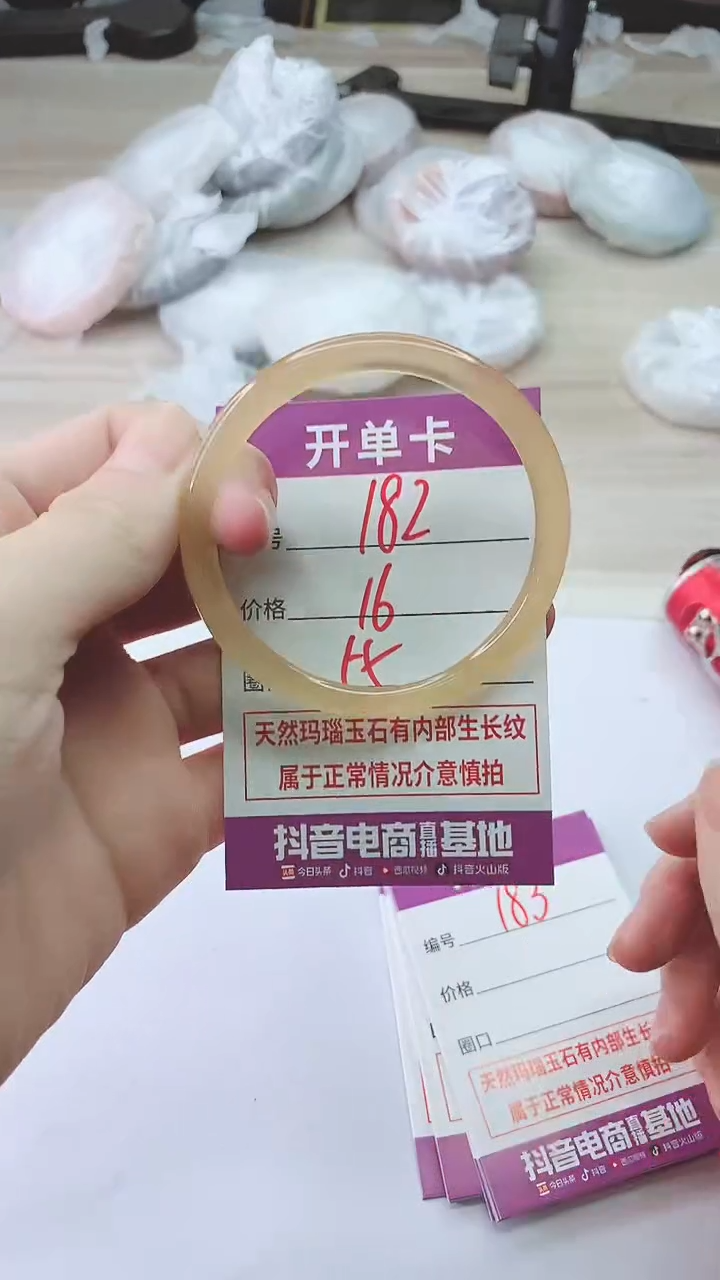 开单卡
号 182
价格 16
圈
天然玛瑙玉石有内部生长纹
属于正常情况介意慎拍
抖音电商直播基地
头条 今日头条 抖音 西瓜视频 抖音火山版
183
编号
价格
圈口
天然玛瑙玉石有内部生长
属于正常情况介意慎拍
抖音电商直播基地
今日头条 抖音 西瓜视频 抖音火山版